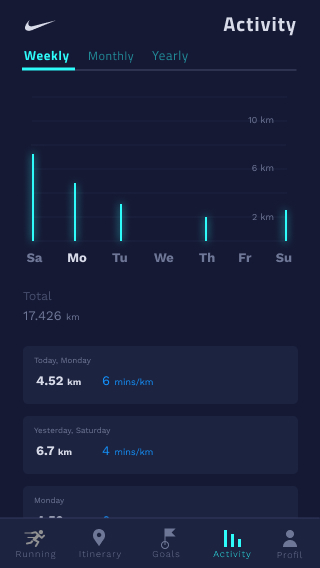 Activity
Weekly Monthly Yearly
10 km
6 km
2 km
Sa Mo Tu We Th Fr Su
Total
17.426 km
Today, Monday
4.52 km 6 mins/km
Yesterday, Saturday
6.7 km 4 mins/km
Monday
Running Itinerary Goals Activity Profil